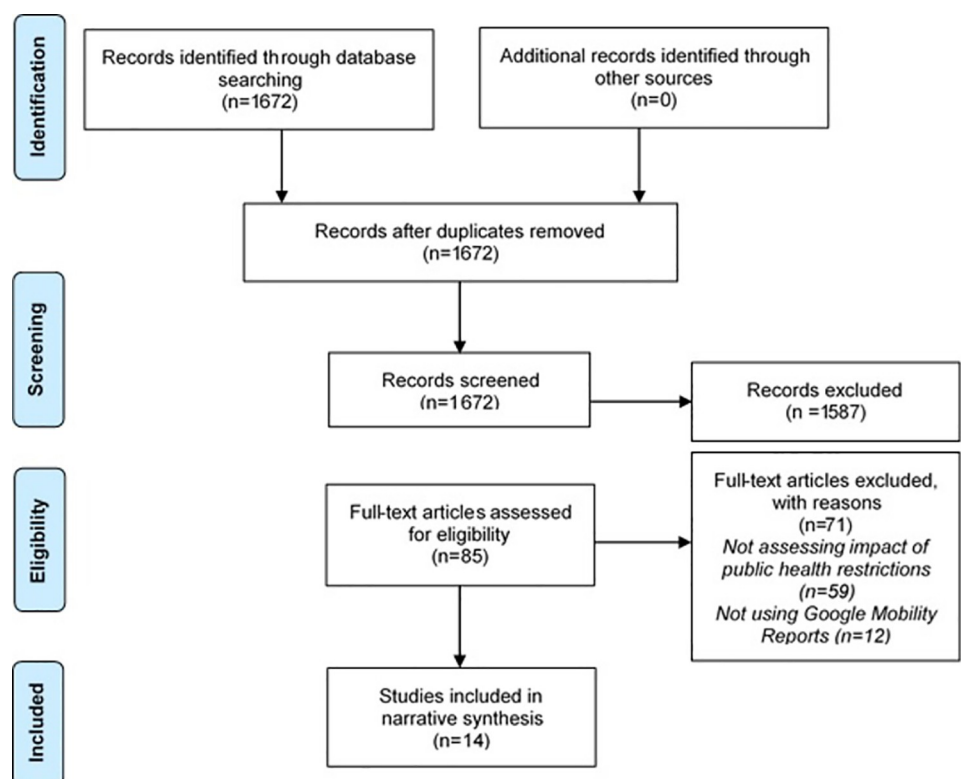 Identification
Records identified through database
searching
(n=1672)
Additional records identified through
other sources
(n=0)
Records after duplicates removed
(n=1672)
Screening
Records screened
(n=1672)
Records excluded
(n =1587)
Eligibility
Full-text articles assessed
for eligibility
(n=85)
Full-text articles excluded,
with reasons
(n=71)
Not assessing impact of
public health restrictions
(n=59)
Not using Google Mobility
Reports (n=12)
Included
Studies included in
narrative synthesis
(n=14)